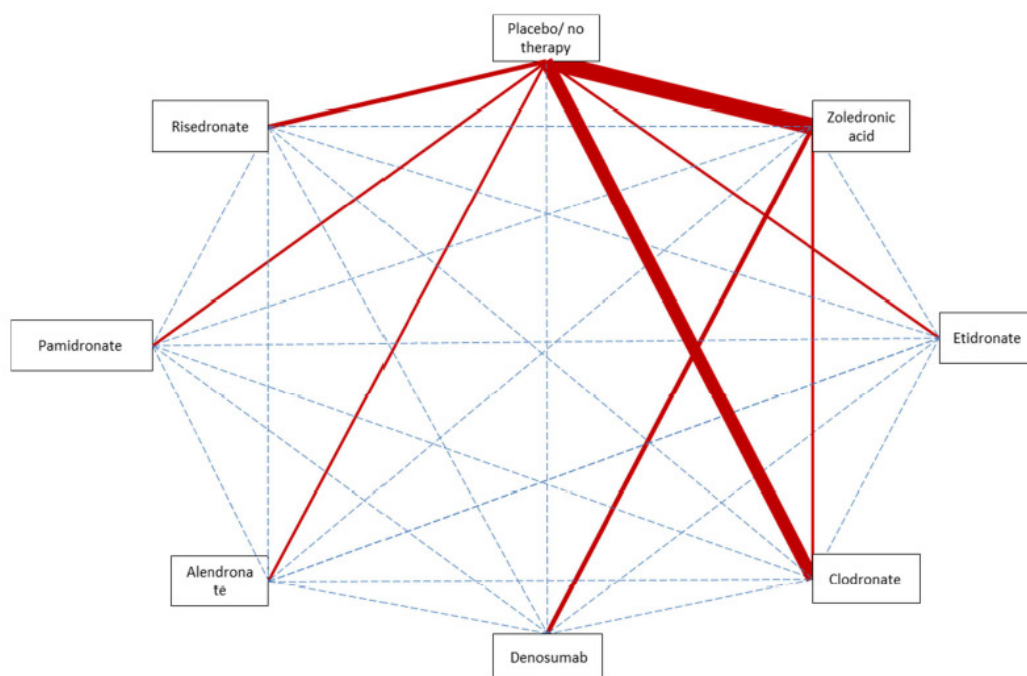 Placebo/ no
therapy
Risedronate
Zoledronic
acid
Pamidronate
Etidronate
Alendrona
te
Clodronate
Denosumab